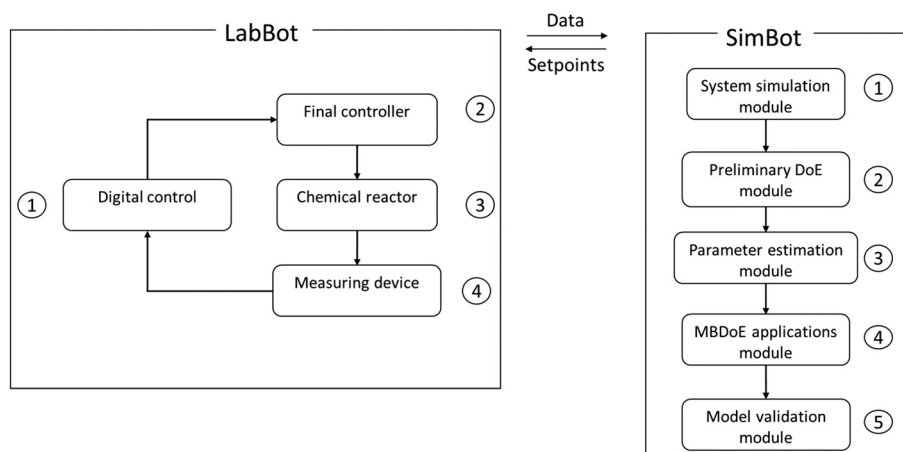 LabBot
Data
Setpoints
SimBot
Final controller
2
Digital control
1
Chemical reactor
3
Measuring device
4
System simulation
module
1
Preliminary DoE
module
2
Parameter estimation
module
3
MBDoE applications
module
4
Model validation
module
5